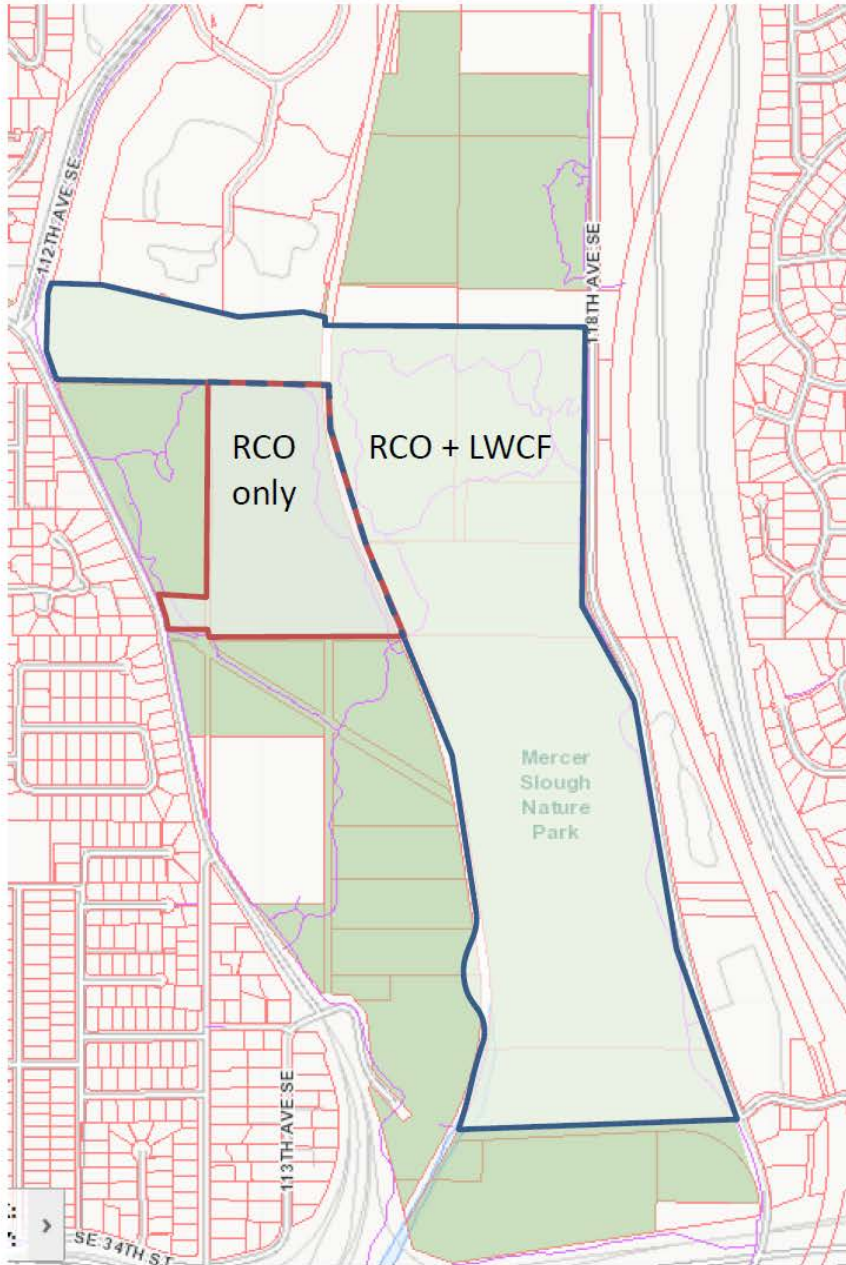 112TH AVE SE
118TH AVE SE
RCO
only
RCO + LWCF
Mercer
Slough
Nature
Park
113TH AVE SE
SE 34TH ST